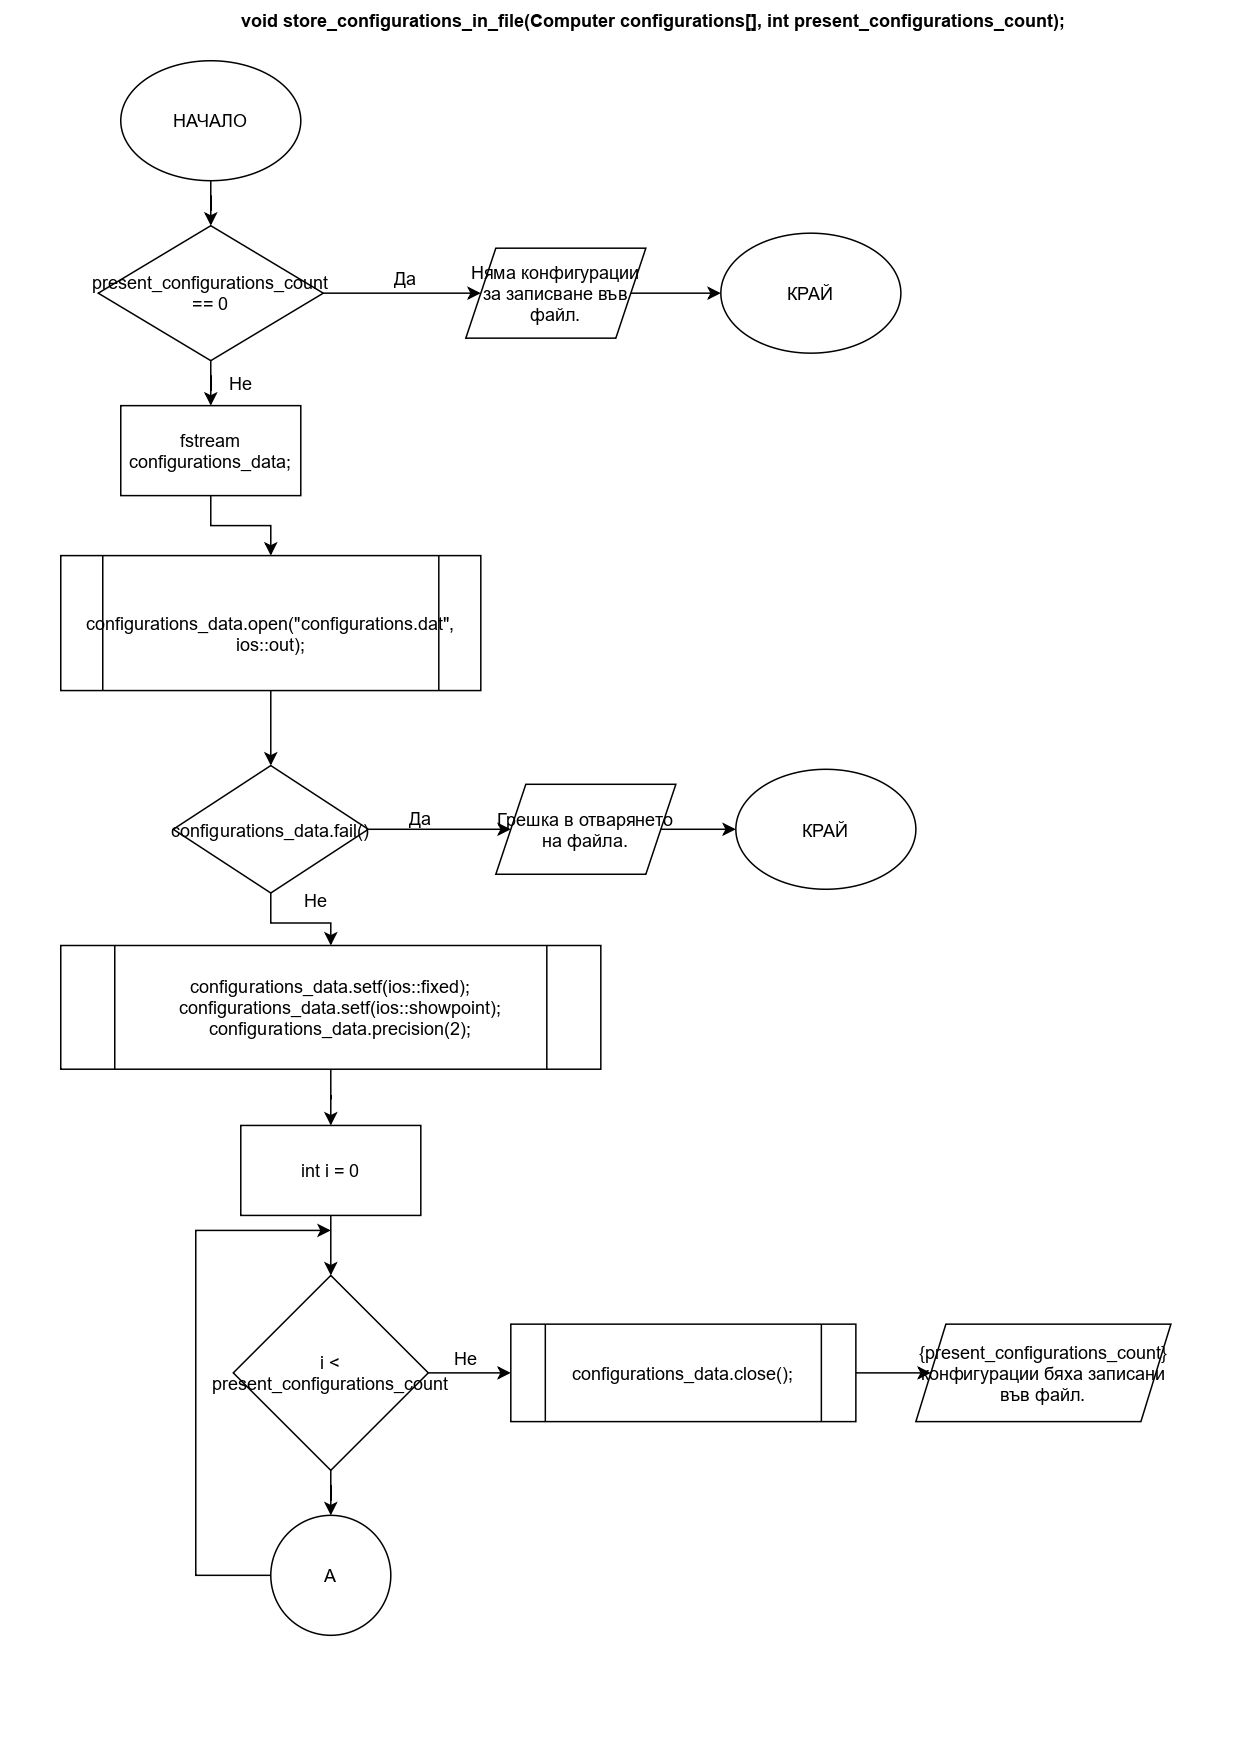 void store_configurations_in_file(Computer configurations[], int present_configurations_count);
НАЧАЛО
present_configurations_count
== 0
Да
Няма конфигурации
за записване във
файл.
КРАЙ
Не
fstream
configurations_data;
configurations_data.open("configurations.dat",
ios::out);
configurations_data.fail()
Да
Грешка в отварянето
на файла.
КРАЙ
Не
configurations_data.setf(ios::fixed);
configurations_data.setf(ios::showpoint);
configurations_data.precision(2);
int i = 0
i <
present_configurations_count
Не
configurations_data.close();
{present_configurations_count}
конфигурации бяха записани
във файл.
A